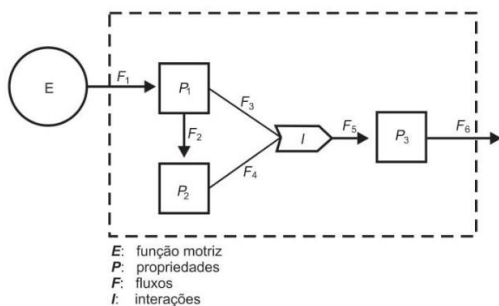 E
F1
P1
F3
F2
I
F5
P3
F6
F4
P2
E: função motriz
P: propriedades
F: fluxos
I: interações